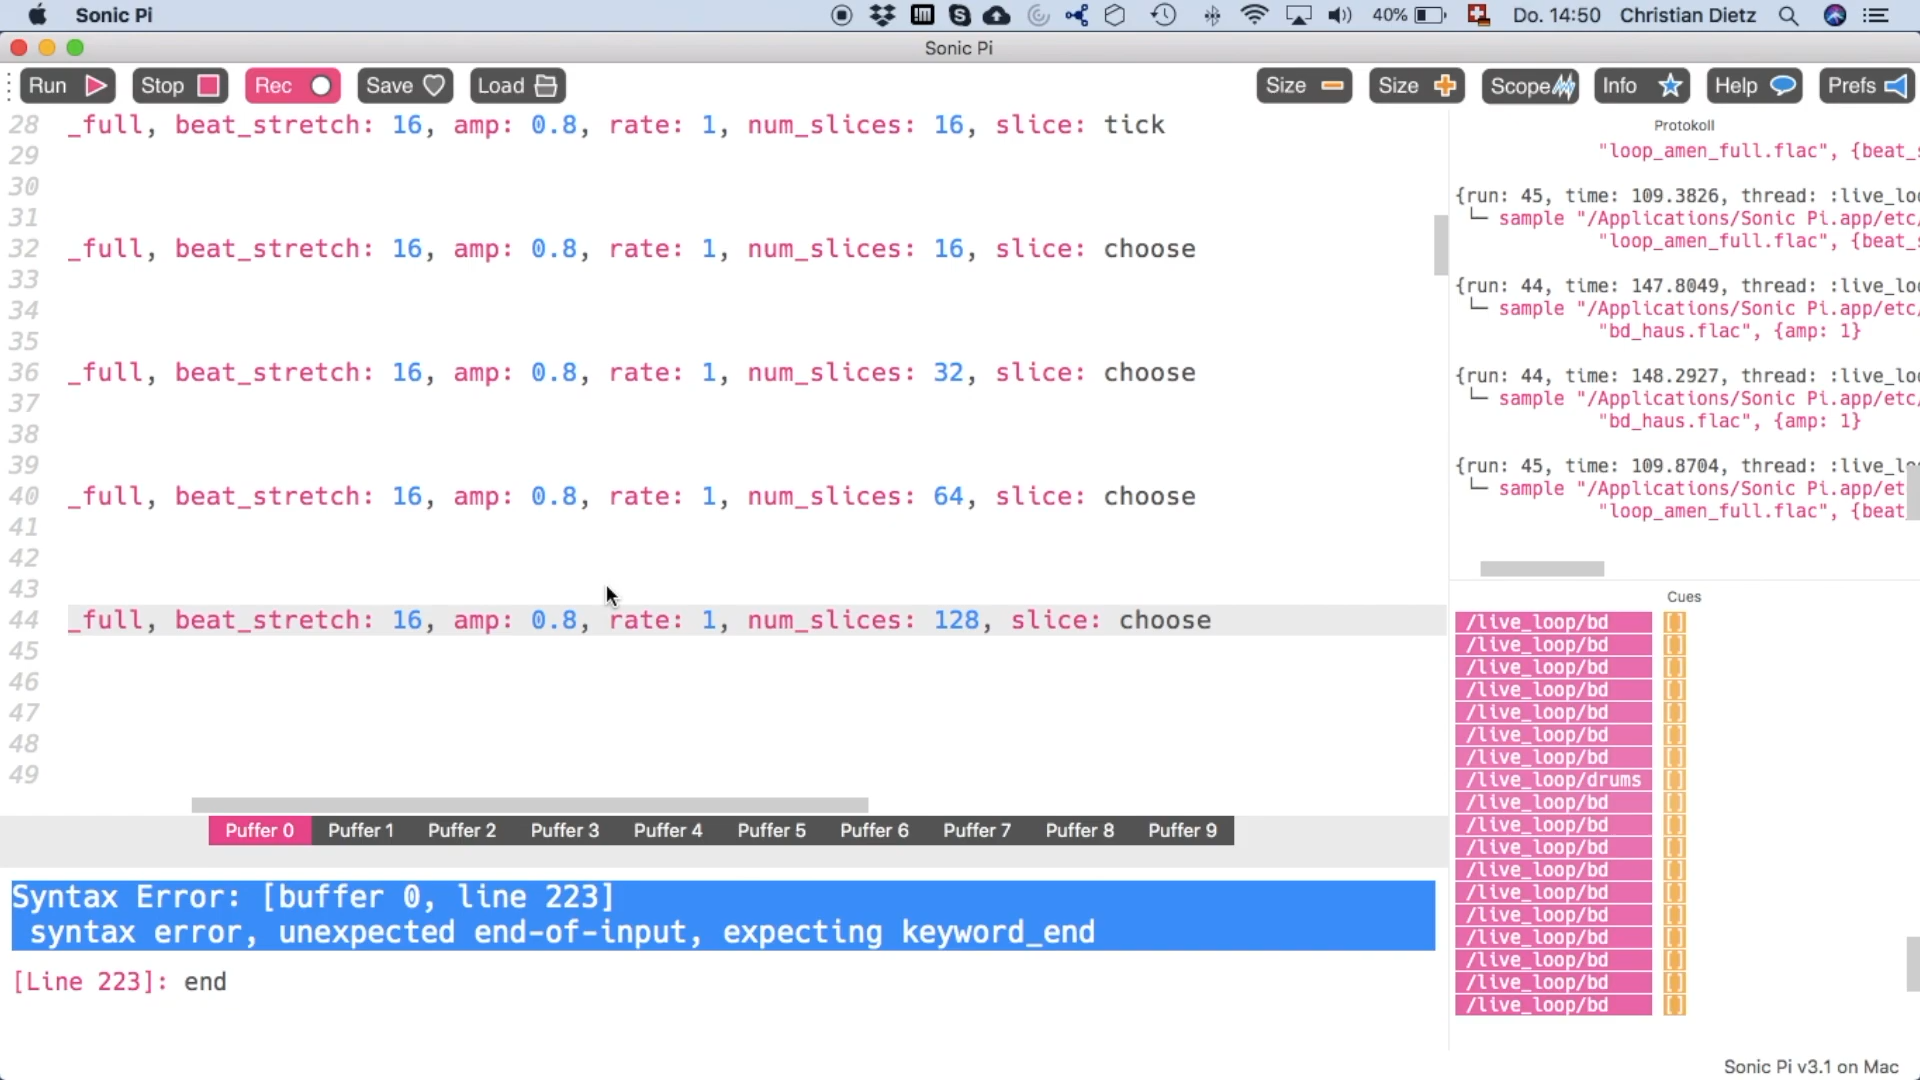 Sonic Pi
40%
Do. 14:50
Christian Dietz
Sonic Pi
Run
Stop
Rec
Save
Load
Size
Size
Scope
Info
Help
Prefs
28 _full, beat_stretch: 16, amp: 0.8, rate: 1, num_slices: 16, slice: tick
29
30
31
32 _full, beat_stretch: 16, amp: 0.8, rate: 1, num_slices: 16, slice: choose
33
34
35
36 _full, beat_stretch: 16, amp: 0.8, rate: 1, num_slices: 32, slice: choose
37
38
39
40 _full, beat_stretch: 16, amp: 0.8, rate: 1, num_slices: 64, slice: choose
41
42
43
44 _full, beat_stretch: 16, amp: 0.8, rate: 1, num_slices: 128, slice: choose
45
46
47
48
49
Puffer 0
Puffer 1
Puffer 2
Puffer 3
Puffer 4
Puffer 5
Puffer 6
Puffer 7
Puffer 8
Puffer 9
Syntax Error: [buffer 0, line 223]
syntax error, unexpected end-of-input, expecting keyword_end
[Line 223]: end
Protokoll
"loop_amen_full.flac", {beat_s
{run: 45, time: 109.3826, thread: :live_loo
└─ sample "/Applications/Sonic Pi.app/etc/
"loop_amen_full.flac", {beat_s
{run: 44, time: 147.8049, thread: :live_loo
└─ sample "/Applications/Sonic Pi.app/etc/
"bd_haus.flac", {amp: 1}
{run: 44, time: 148.2927, thread: :live_loo
└─ sample "/Applications/Sonic Pi.app/etc/
"bd_haus.flac", {amp: 1}
{run: 45, time: 109.8704, thread: :live_lo
└─ sample "/Applications/Sonic Pi.app/et
"loop_amen_full.flac", {beat
Cues
/live_loop/bd []
/live_loop/bd []
/live_loop/bd []
/live_loop/bd []
/live_loop/bd []
/live_loop/bd []
/live_loop/bd []
/live_loop/drums []
/live_loop/bd []
/live_loop/bd []
/live_loop/bd []
/live_loop/bd []
/live_loop/bd []
/live_loop/bd []
/live_loop/bd []
/live_loop/bd []
/live_loop/bd []
/live_loop/bd []
Sonic Pi v3.1 on Mac